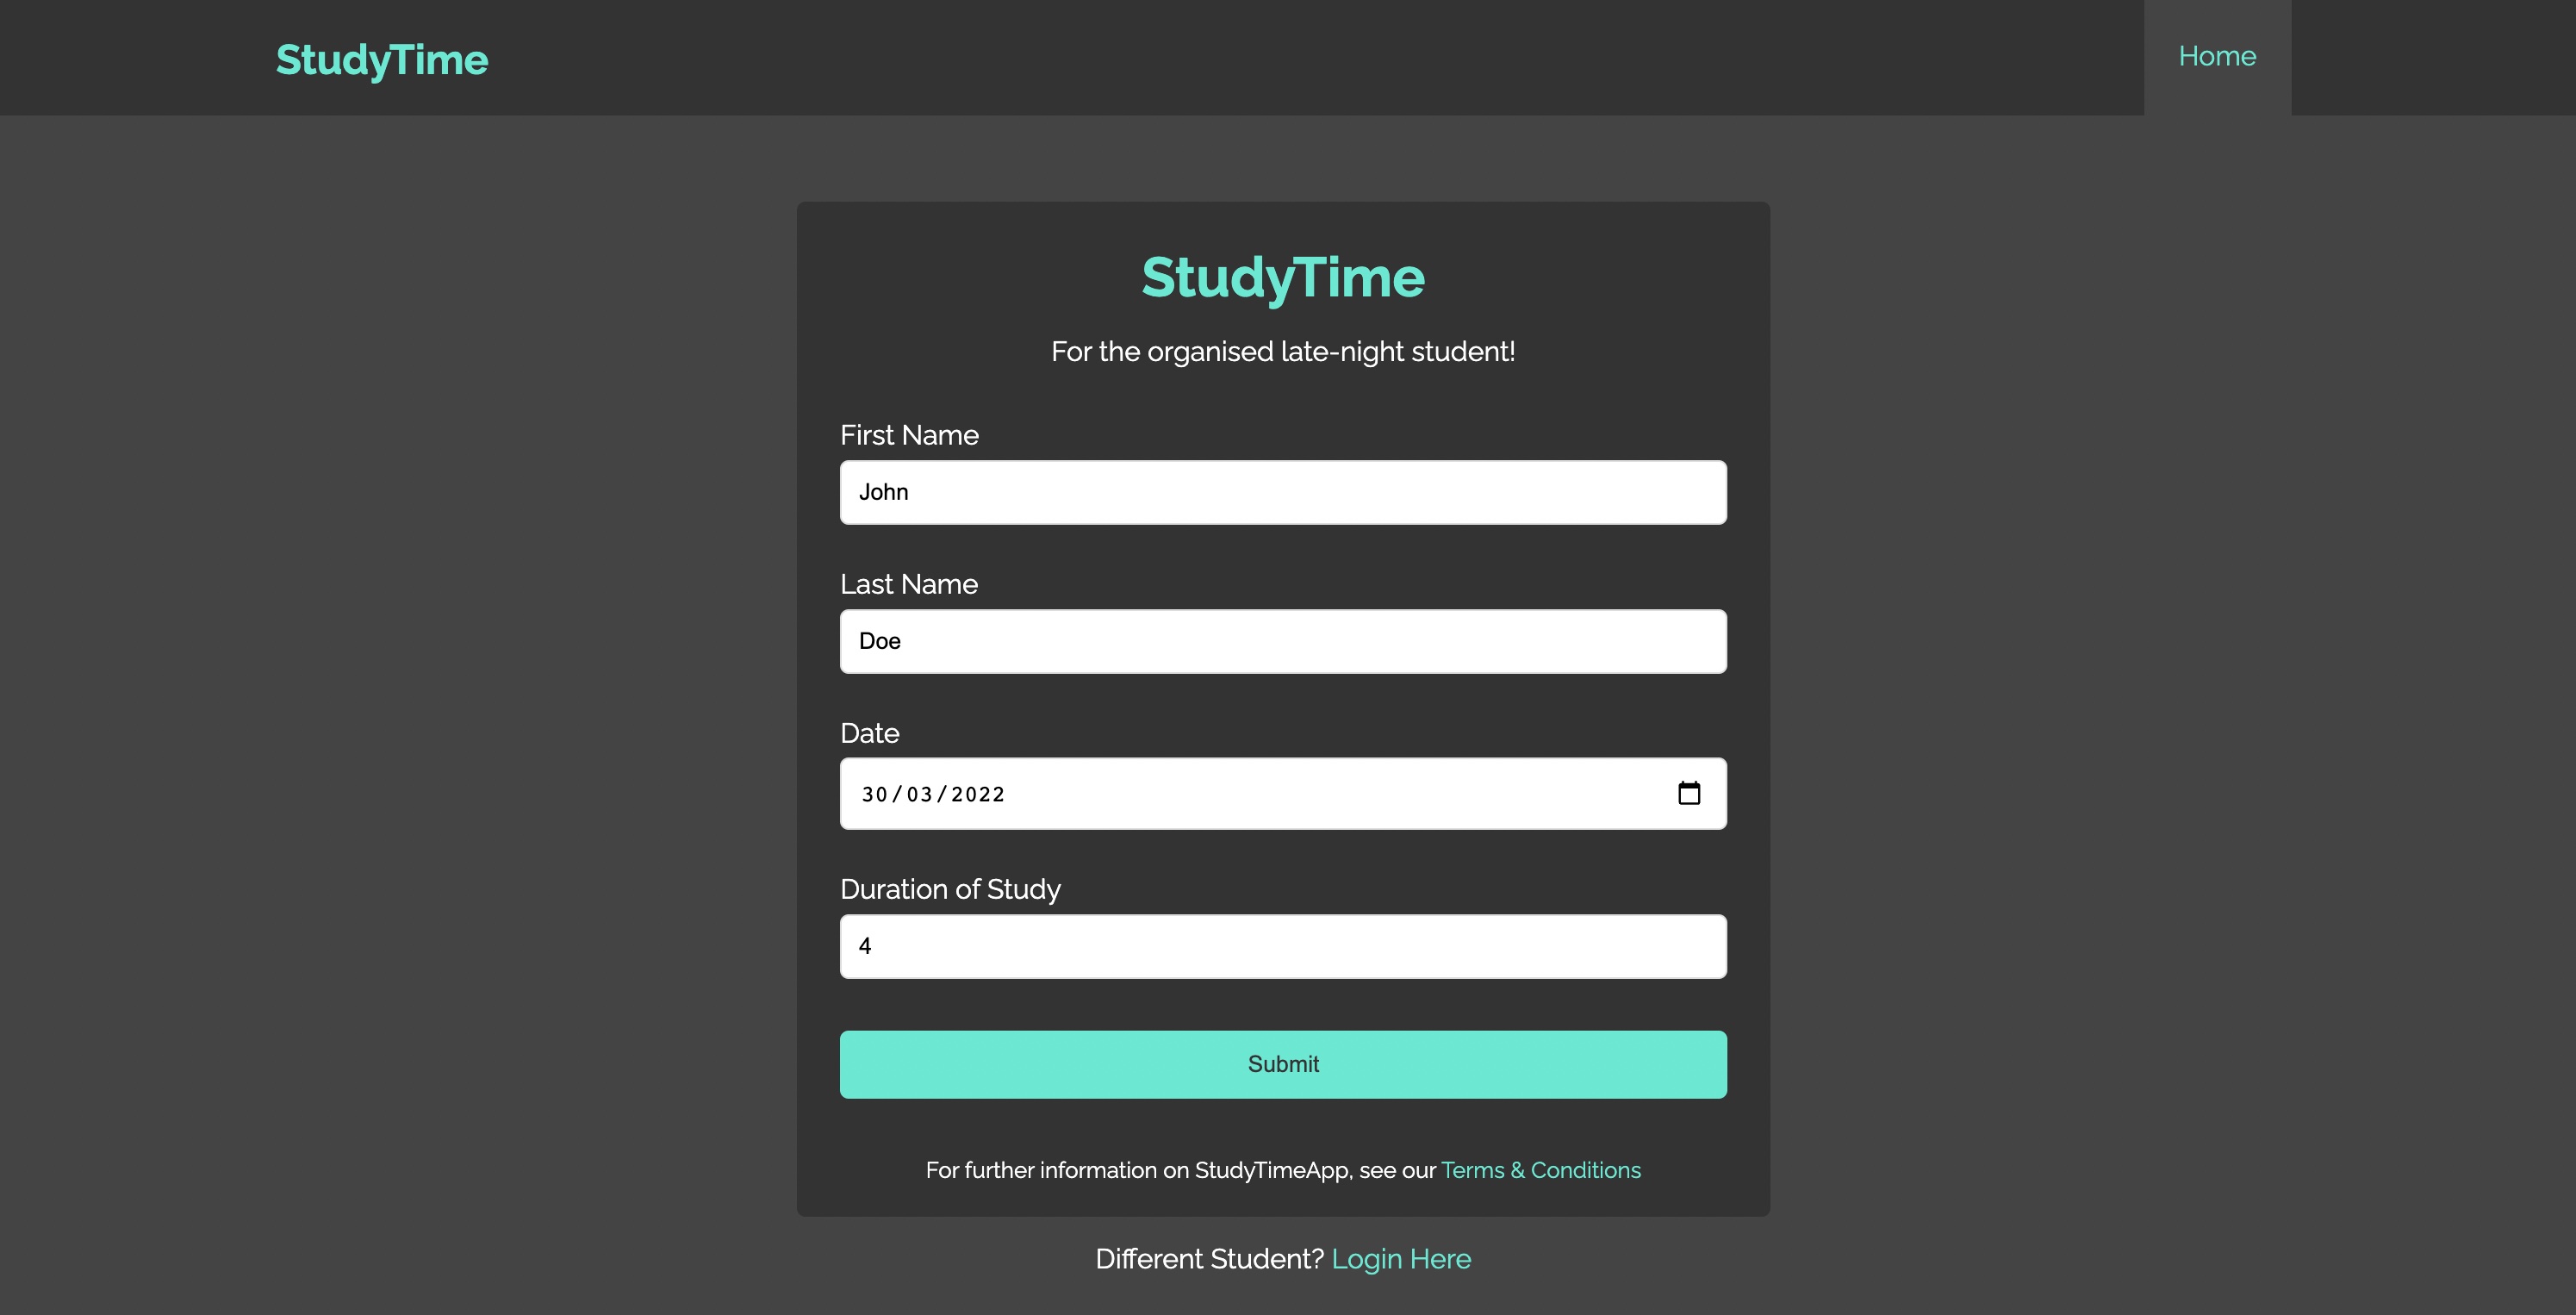 StudyTime
Home
StudyTime
For the organised late-night student!
First Name
John
Last Name
Doe
Date
30/03/2022
Duration of Study
4
Submit
For further information on StudyTimeApp, see our Terms & Conditions
Different Student? Login Here